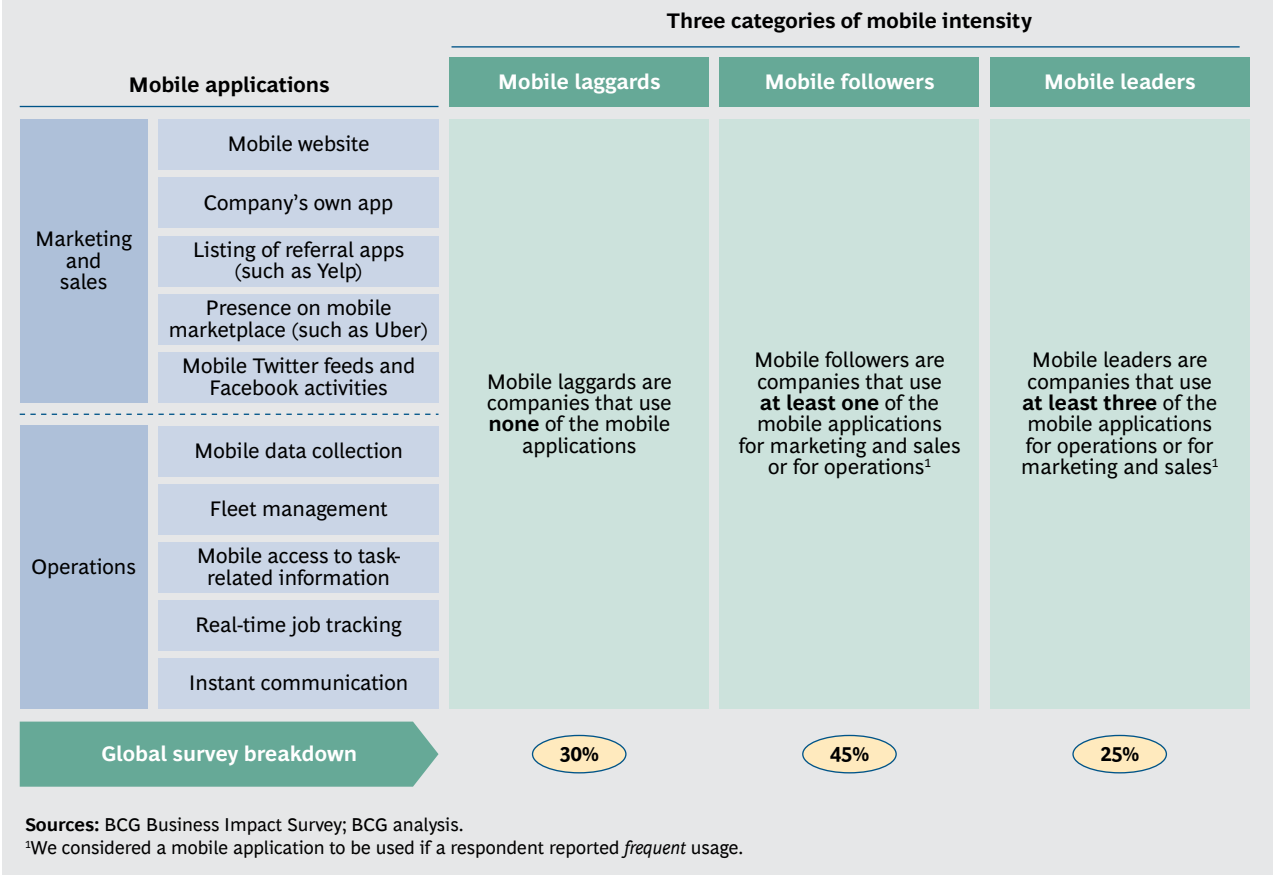 Three categories of mobile intensity
Mobile applications
Mobile laggards
Mobile followers
Mobile leaders
Marketing
and
sales
Mobile website
Company’s own app
Listing of referral apps
(such as Yelp)
Presence on mobile
marketplace (such as Uber)
Mobile Twitter feeds and
Facebook activities
Operations
Mobile data collection
Fleet management
Mobile access to task-
related information
Real-time job tracking
Instant communication
Mobile laggards are
companies that use
none of the mobile
applications
Mobile followers are
companies that use
at least one of the
mobile applications
for marketing and sales
or for operations¹
Mobile leaders are
companies that use
at least three of the
mobile applications
for operations or for
marketing and sales¹
Global survey breakdown
30%
45%
25%
Sources: BCG Business Impact Survey; BCG analysis.
¹We considered a mobile application to be used if a respondent reported frequent usage.